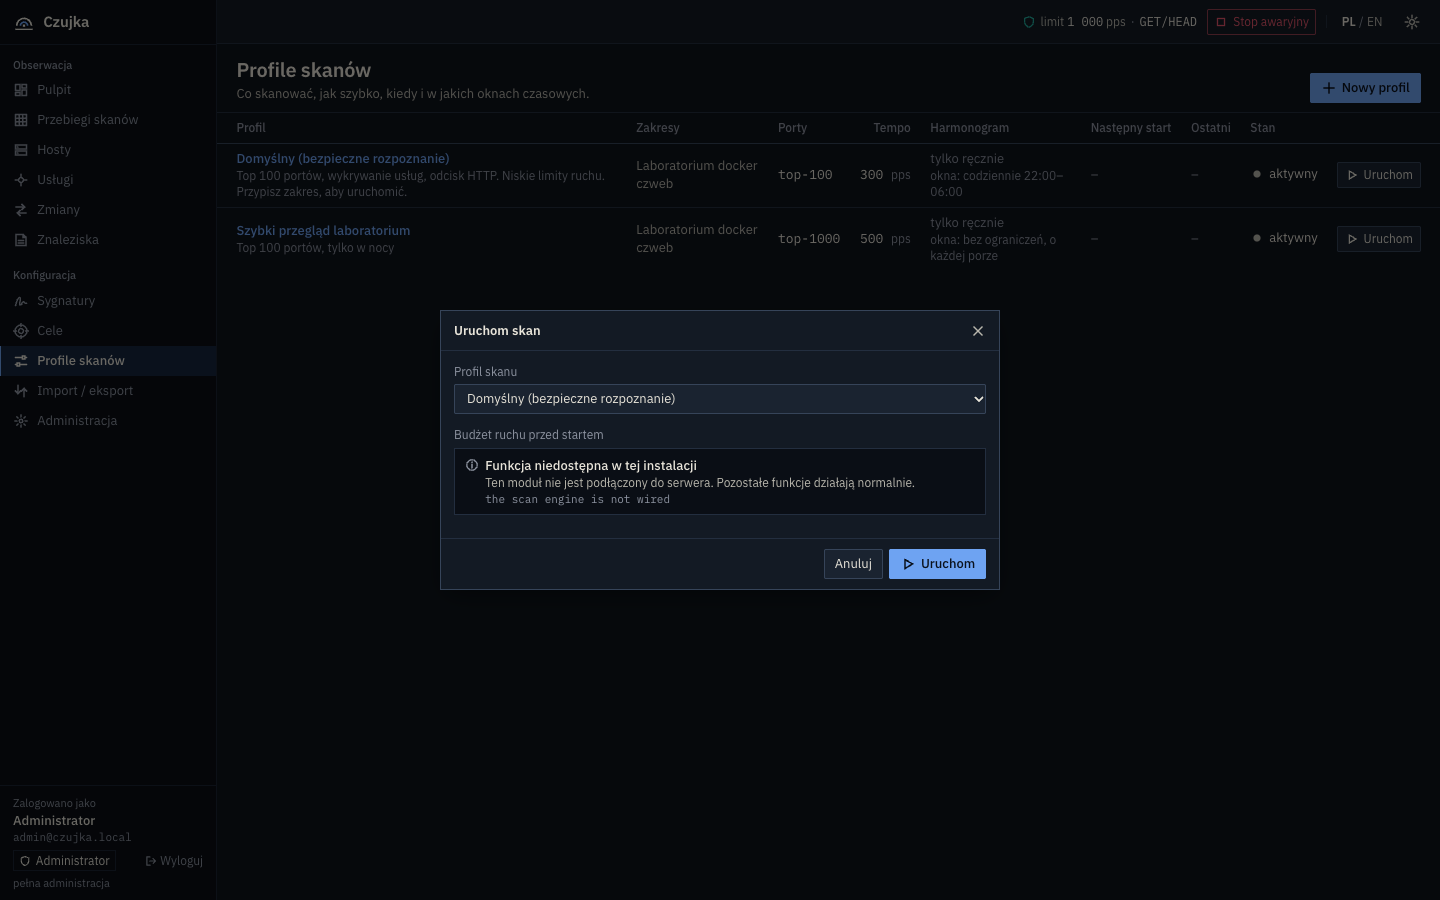 Czujka
limit 1 000 pps · GET/HEAD
Stop awaryjny
PL / EN
Obserwacja
Pulpit
Przebiegi skanów
Hosty
Usługi
Zmiany
Znaleziska
Konfiguracja
Sygnatury
Cele
Profile skanów
Import / eksport
Administracja
Zalogowano jako
Administrator
admin@czujka.local
Administrator
Wyloguj
pełna administracja
Profile skanów
Co skanować, jak szybko, kiedy i w jakich oknach czasowych.
Nowy profil
Profil Zakresy Porty Tempo Harmonogram Następny start Ostatni Stan
Domyślny (bezpieczne rozpoznanie)
Top 100 portów, wykrywanie usług, odcisk HTTP. Niskie limity ruchu.
Przypisz zakres, aby uruchomić.
Laboratorium docker
czweb
top-100
300 pps
tylko ręcznie
okna: codziennie 22:00–
06:00
–
–
aktywny
Uruchom
Szybki przegląd laboratorium
Top 100 portów, tylko w nocy
Laboratorium docker
czweb
top-1000
500 pps
tylko ręcznie
okna: bez ograniczeń, o
każdej porze
–
–
aktywny
Uruchom
Uruchom skan
Profil skanu
Domyślny (bezpieczne rozpoznanie)
Budżet ruchu przed startem
Funkcja niedostępna w tej instalacji
Ten moduł nie jest podłączony do serwera. Pozostałe funkcje działają normalnie.
the scan engine is not wired
Anuluj
Uruchom